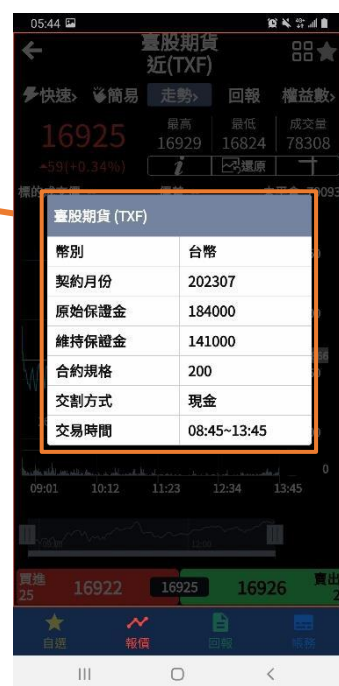 05:44
臺股期貨
近(TXF)
快速› 簡易 走勢› 回報 權益數›
最高 最低 成交量
16925 16929 16824 78308
+59(+0.34%) i 還原
臺股期貨 (TXF)
幣別 台幣
契約月份 202307
原始保證金 184000
維持保證金 141000
合約規格 200
交割方式 現金
交易時間 08:45~13:45
0
09:01 10:12 11:23 12:34 13:45
買進 16922 16925 16926 賣出
25 2
自選 報價 回報 帳務